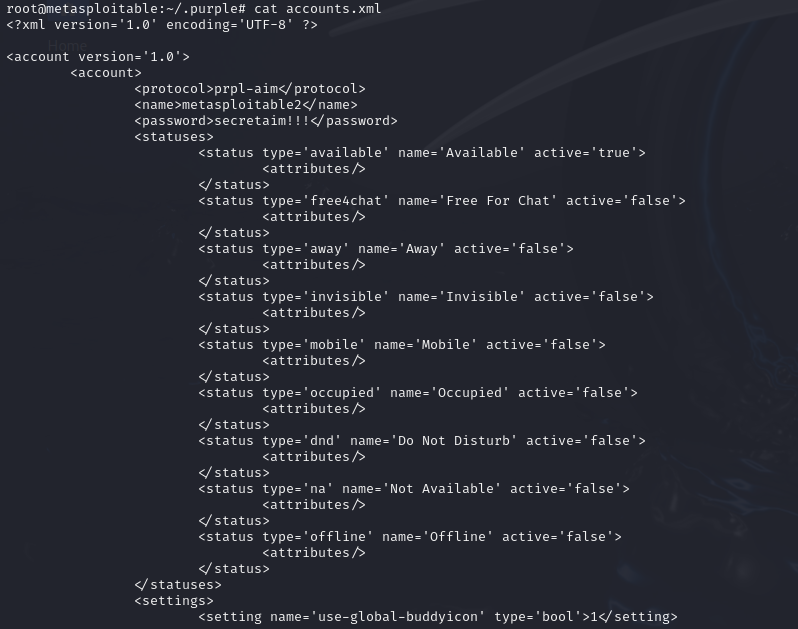 root@metasploitable:~/.purple# cat accounts.xml
<?xml version='1.0' encoding='UTF-8' ?>
Home
<account version='1.0'>
<account>
<protocol>prpl-aim</protocol>
<name>metasploitable2</name>
<password>secretaim!!!</password>
<statuses>
<status type='available' name='Available' active='true'>
<attributes/>
</status>
<status type='free4chat' name='Free For Chat' active='false'>
<attributes/>
</status>
<status type='away' name='Away' active='false'>
<attributes/>
</status>
<status type='invisible' name='Invisible' active='false'>
<attributes/>
</status>
<status type='mobile' name='Mobile' active='false'>
<attributes/>
</status>
<status type='occupied' name='Occupied' active='false'>
<attributes/>
</status>
<status type='dnd' name='Do Not Disturb' active='false'>
<attributes/>
</status>
<status type='na' name='Not Available' active='false'>
<attributes/>
</status>
<status type='offline' name='Offline' active='false'>
<attributes/>
</status>
</statuses>
<settings>
<setting name='use-global-buddyicon' type='bool'>1</setting>